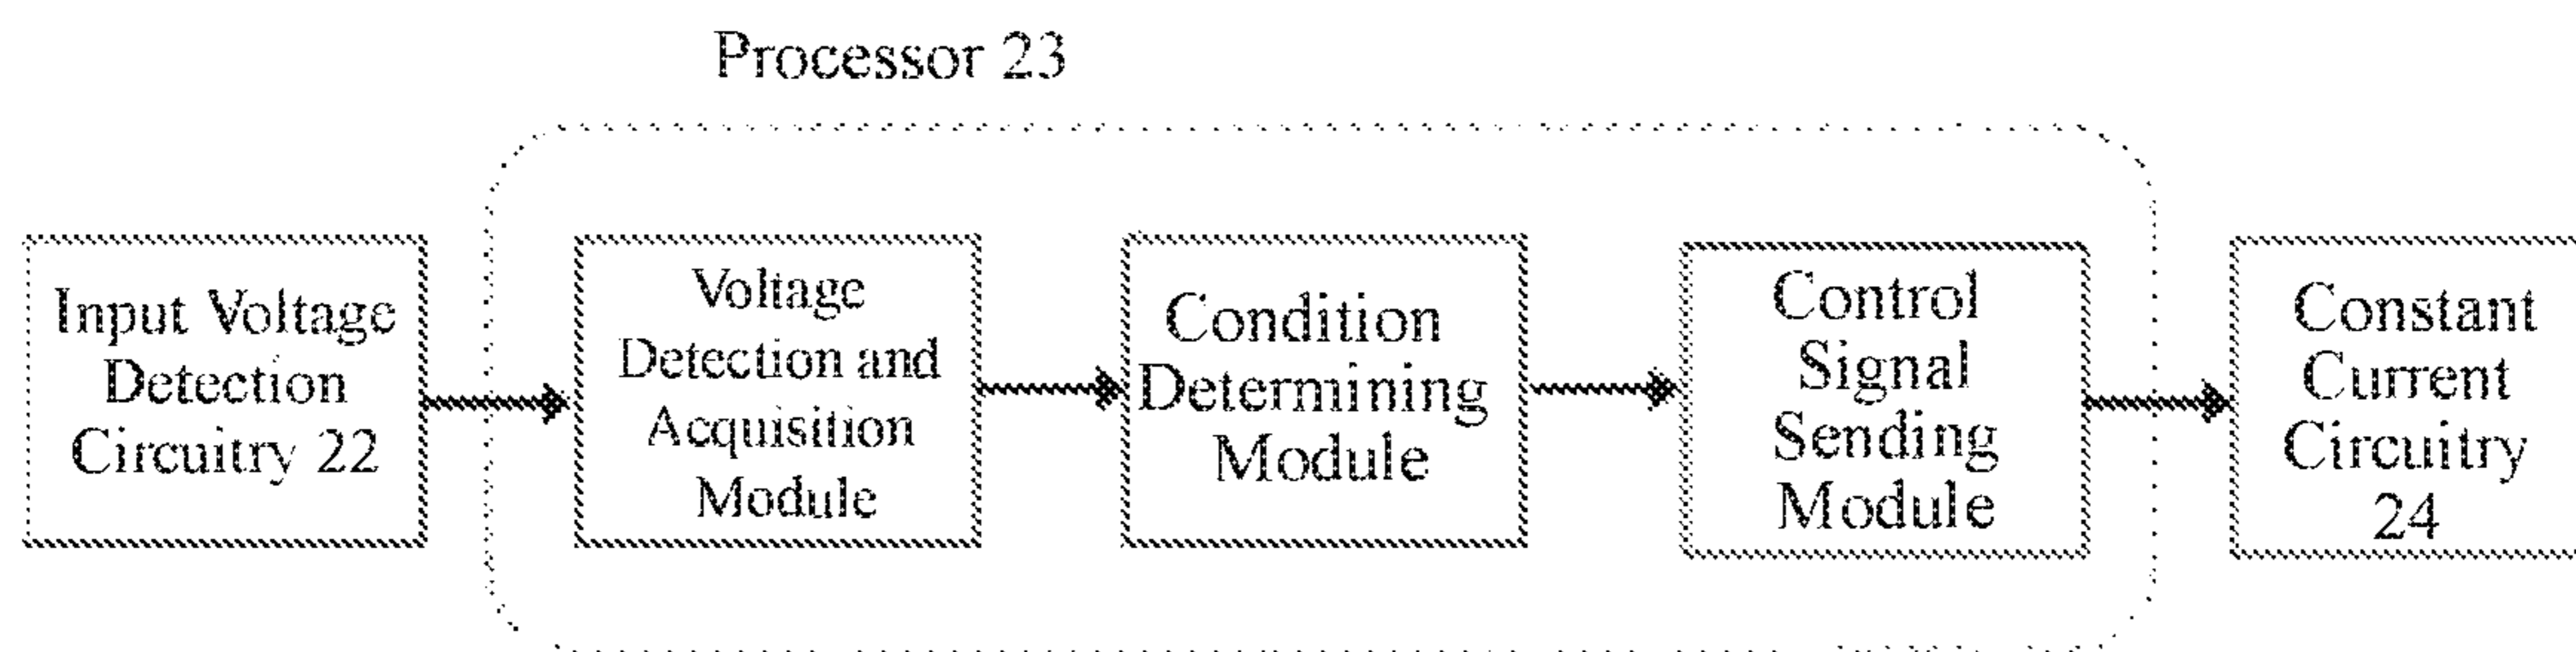 Processor 23
Input Voltage
Detection
Circuitry 22
Voltage
Detection and
Acquisition
Module
Condition
Determining
Module
Control
Signal
Sending
Module
Constant
Current
Circuitry
24